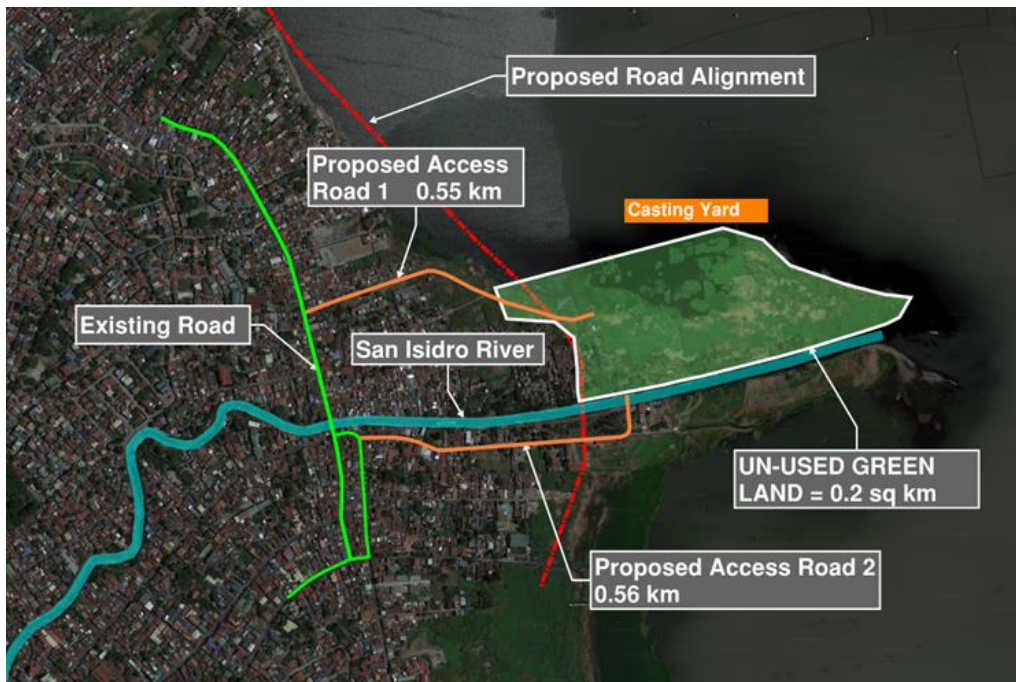 Proposed Road Alignment
Proposed Access
Road 1 0.55 km
Casting Yard
Existing Road
San Isidro River
UN-USED GREEN
LAND = 0.2 sq km
Proposed Access Road 2
0.56 km